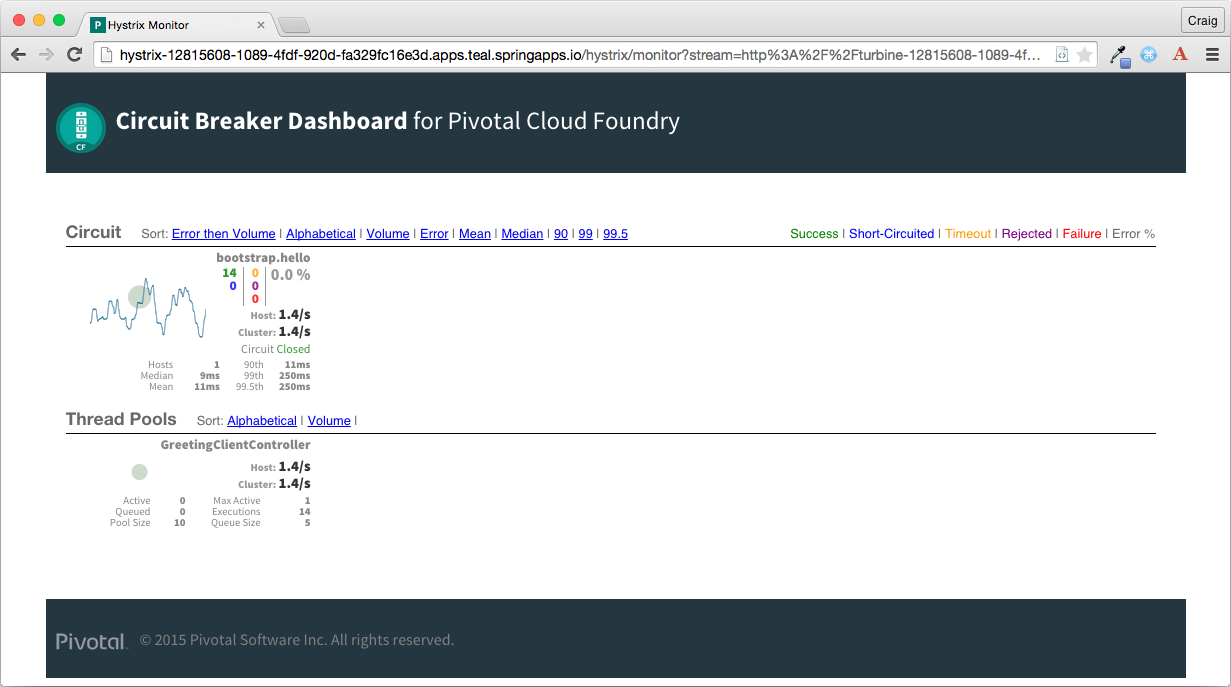 Hystrix Monitor
Craig
hystrix-12815608-1089-4fdf-920d-fa329fc16e3d.apps.teal.springapps.io/hystrix/monitor?stream=http%3A%2F%2Fturbine-12815608-1089-4f...
CF
Circuit Breaker Dashboard for Pivotal Cloud Foundry
Circuit Sort: Error then Volume | Alphabetical | Volume | Error | Mean | Median | 90 | 99 | 99.5 Success | Short-Circuited | Timeout | Rejected | Failure | Error %
bootstrap.hello
14 0 0.0 %
0 0
0
Host: 1.4/s
Cluster: 1.4/s
Circuit Closed
Hosts 1 90th 11ms
Median 9ms 99th 250ms
Mean 11ms 99.5th 250ms
Thread Pools Sort: Alphabetical | Volume |
GreetingClientController
Host: 1.4/s
Cluster: 1.4/s
Active 0 Max Active 1
Queued 0 Executions 14
Pool Size 10 Queue Size 5
Pivotal © 2015 Pivotal Software Inc. All rights reserved.